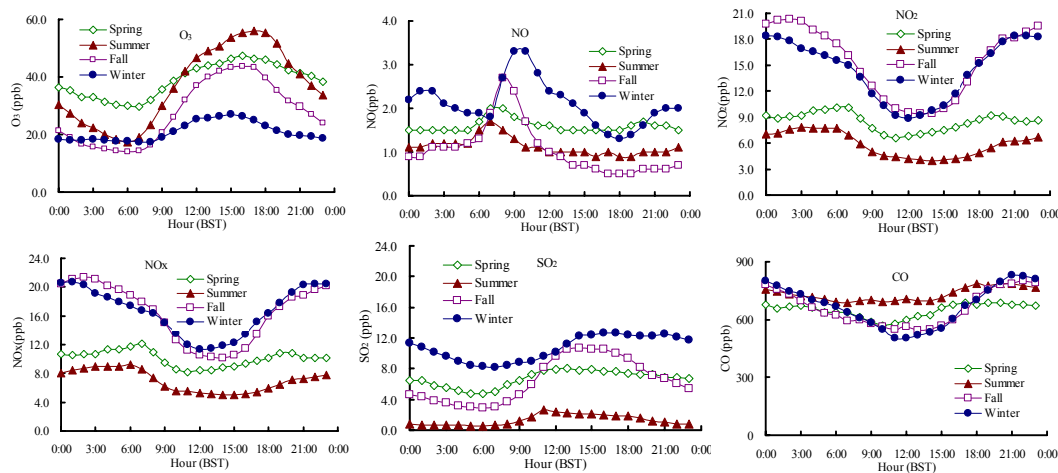 O3
O3 (ppb)
60.0
40.0
20.0
0.0
Spring
Summer
Fall
Winter
0:00 3:00 6:00 9:00 12:00 15:00 18:00 21:00 0:00
Hour (BST)
NO
NO(ppb)
4.0
3.0
2.0
1.0
0.0
Spring
Summer
Fall
Winter
0:00 3:00 6:00 9:00 12:00 15:00 18:00 21:00 0:00
Hour (BST)
NO2
NO2(ppb)
21.0
18.0
15.0
12.0
9.0
6.0
3.0
0.0
Spring
Summer
Fall
Winter
0:00 3:00 6:00 9:00 12:00 15:00 18:00 21:00 0:00
Hour (BST)
NOx
NOx(ppb)
24.0
20.0
16.0
12.0
8.0
4.0
0.0
Spring
Summer
Fall
Winter
0:00 3:00 6:00 9:00 12:00 15:00 18:00 21:00 0:00
Hour (BST)
SO2
SO2 (ppb)
24.0
20.0
16.0
12.0
8.0
4.0
0.0
Spring
Summer
Fall
Winter
0:00 3:00 6:00 9:00 12:00 15:00 18:00 21:00 0:00
Hour (BST)
CO
CO (ppb)
900
600
300
0
Spring
Summer
Fall
Winter
0:00 3:00 6:00 9:00 12:00 15:00 18:00 21:00 0:00
Hour (BST)